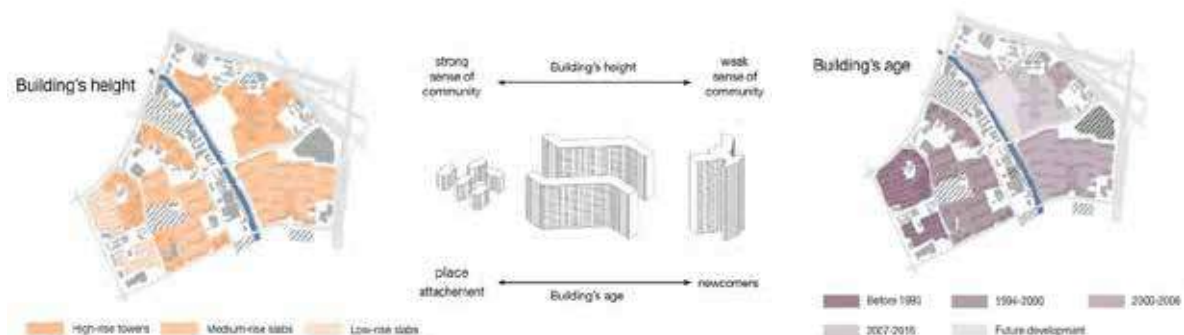 Building's height
strong
sense of
community
Building's height
weak
sense of
community
Building's age
place
attachement
Building's age
newcomers
High-rise towers
Medium-rise slabs
Low-rise slabs
Before 1993
1994-2000
2000-2006
2007-2016
Future development